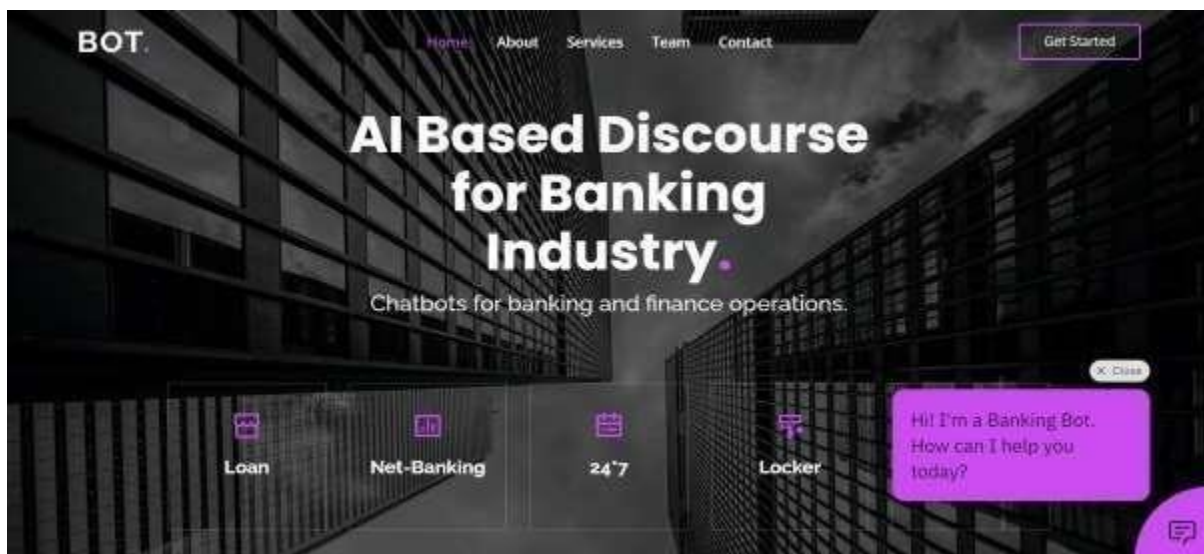 BOT.
Home About Services Team Contact
Get Started
AI Based Discourse
for Banking
Industry.
Chatbots for banking and finance operations.
× Close
Hi! I'm a Banking Bot.
How can I help you
today?
Loan Net-Banking 24*7 Locker